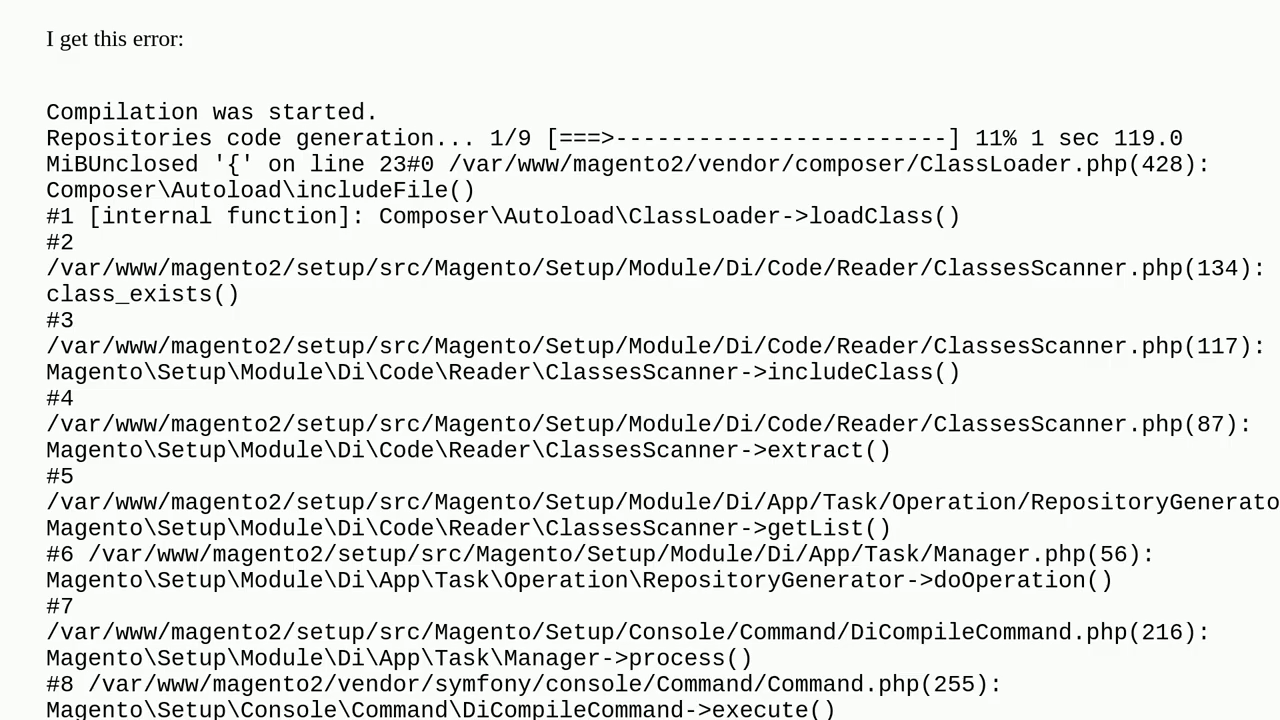 I get this error:
Compilation was started.
Repositories code generation... 1/9 [===>------------------------] 11% 1 sec 119.0
MiBUnclosed '{' on line 23#0 /var/www/magento2/vendor/composer/ClassLoader.php(428):
Composer\Autoload\includeFile()
#1 [internal function]: Composer\Autoload\ClassLoader->loadClass()
#2
/var/www/magento2/setup/src/Magento/Setup/Module/Di/Code/Reader/ClassesScanner.php(134):
class_exists()
#3
/var/www/magento2/setup/src/Magento/Setup/Module/Di/Code/Reader/ClassesScanner.php(117):
Magento\Setup\Module\Di\Code\Reader\ClassesScanner->includeClass()
#4
/var/www/magento2/setup/src/Magento/Setup/Module/Di/Code/Reader/ClassesScanner.php(87):
Magento\Setup\Module\Di\Code\Reader\ClassesScanner->extract()
#5
/var/www/magento2/setup/src/Magento/Setup/Module/Di/App/Task/Operation/RepositoryGenerato
Magento\Setup\Module\Di\Code\Reader\ClassesScanner->getList()
#6 /var/www/magento2/setup/src/Magento/Setup/Module/Di/App/Task/Manager.php(56):
Magento\Setup\Module\Di\App\Task\Operation\RepositoryGenerator->doOperation()
#7
/var/www/magento2/setup/src/Magento/Setup/Console/Command/DiCompileCommand.php(216):
Magento\Setup\Module\Di\App\Task\Manager->process()
#8 /var/www/magento2/vendor/symfony/console/Command/Command.php(255):
Magento\Setup\Console\Command\DiCompileCommand->execute()